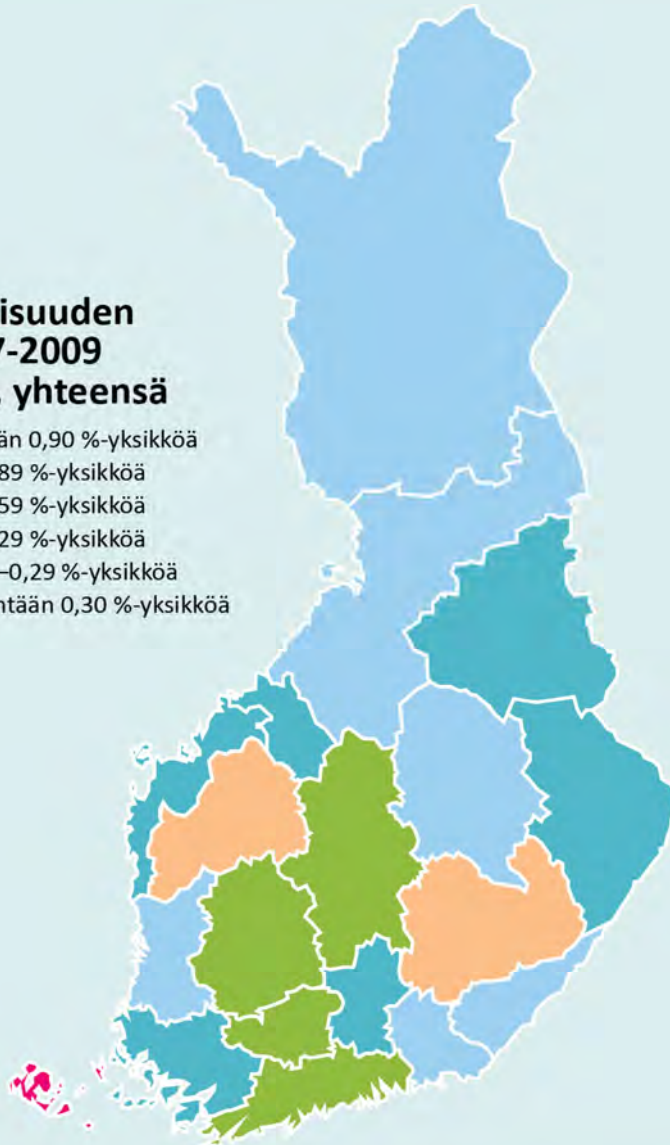 isuuden
7-2009
, yhteensä
än 0,90 %-yksikköä
89 %-yksikköä
59 %-yksikköä
29 %-yksikköä
–0,29 %-yksikköä
ntään 0,30 %-yksikköä